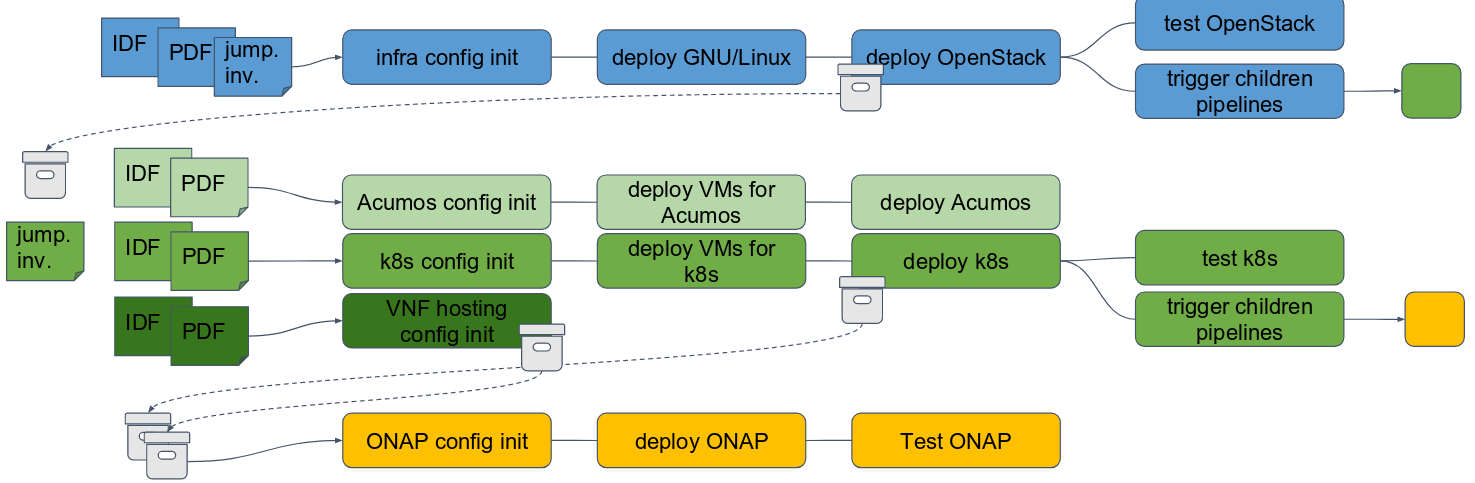 IDF
PDF
jump.
inv.
infra config init
deploy GNU/Linux
deploy OpenStack
test OpenStack
trigger children
pipelines
IDF
PDF
Acumos config init
deploy VMs for
Acumos
deploy Acumos
jump.
inv.
IDF
PDF
k8s config init
deploy VMs for
k8s
deploy k8s
test k8s
trigger children
pipelines
IDF
PDF
VNF hosting
config init
ONAP config init
deploy ONAP
Test ONAP